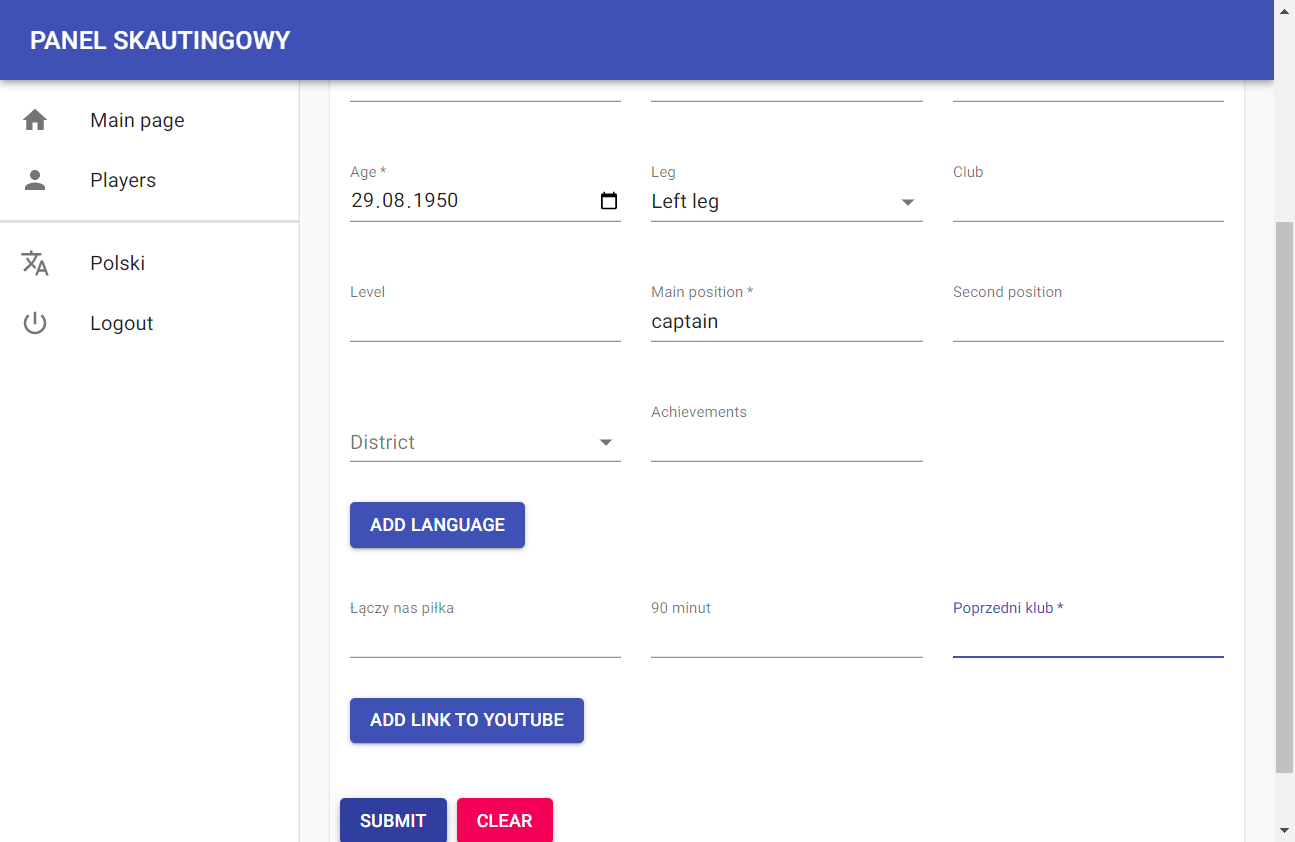 PANEL SKAUTINGOWY
Main page
Players
Polski
Logout
Age * Leg Club
29.08.1950 Left leg
Level Main position * Second position
captain
Achievements
District
ADD LANGUAGE
Łączy nas piłka 90 minut Poprzedni klub *
ADD LINK TO YOUTUBE
SUBMIT CLEAR